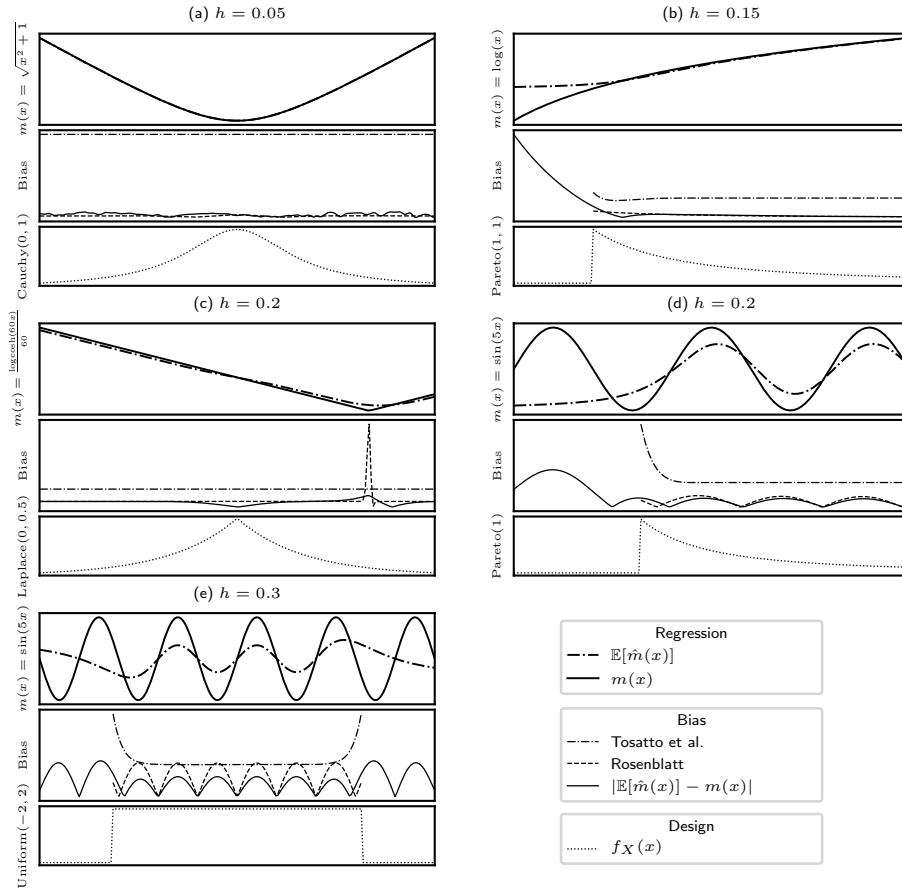 (a) h = 0.05
m(x) = √x² + 1
Bias
Cauchy(0, 1)
(b) h = 0.15
m(x) = log(x)
Bias
Pareto(1, 1)
(c) h = 0.2
m(x) = logcosh(60x)/60
Bias
Laplace(0, 0.5)
(d) h = 0.2
m(x) = sin(5x)
Bias
Pareto(1)
(e) h = 0.3
m(x) = sin(5x)
Bias
Uniform(−2, 2)
Regression
𝔼[m̂(x)]
m(x)
Bias
Tosatto et al.
Rosenblatt
|𝔼[m̂(x)] − m(x)|
Design
f_X(x)